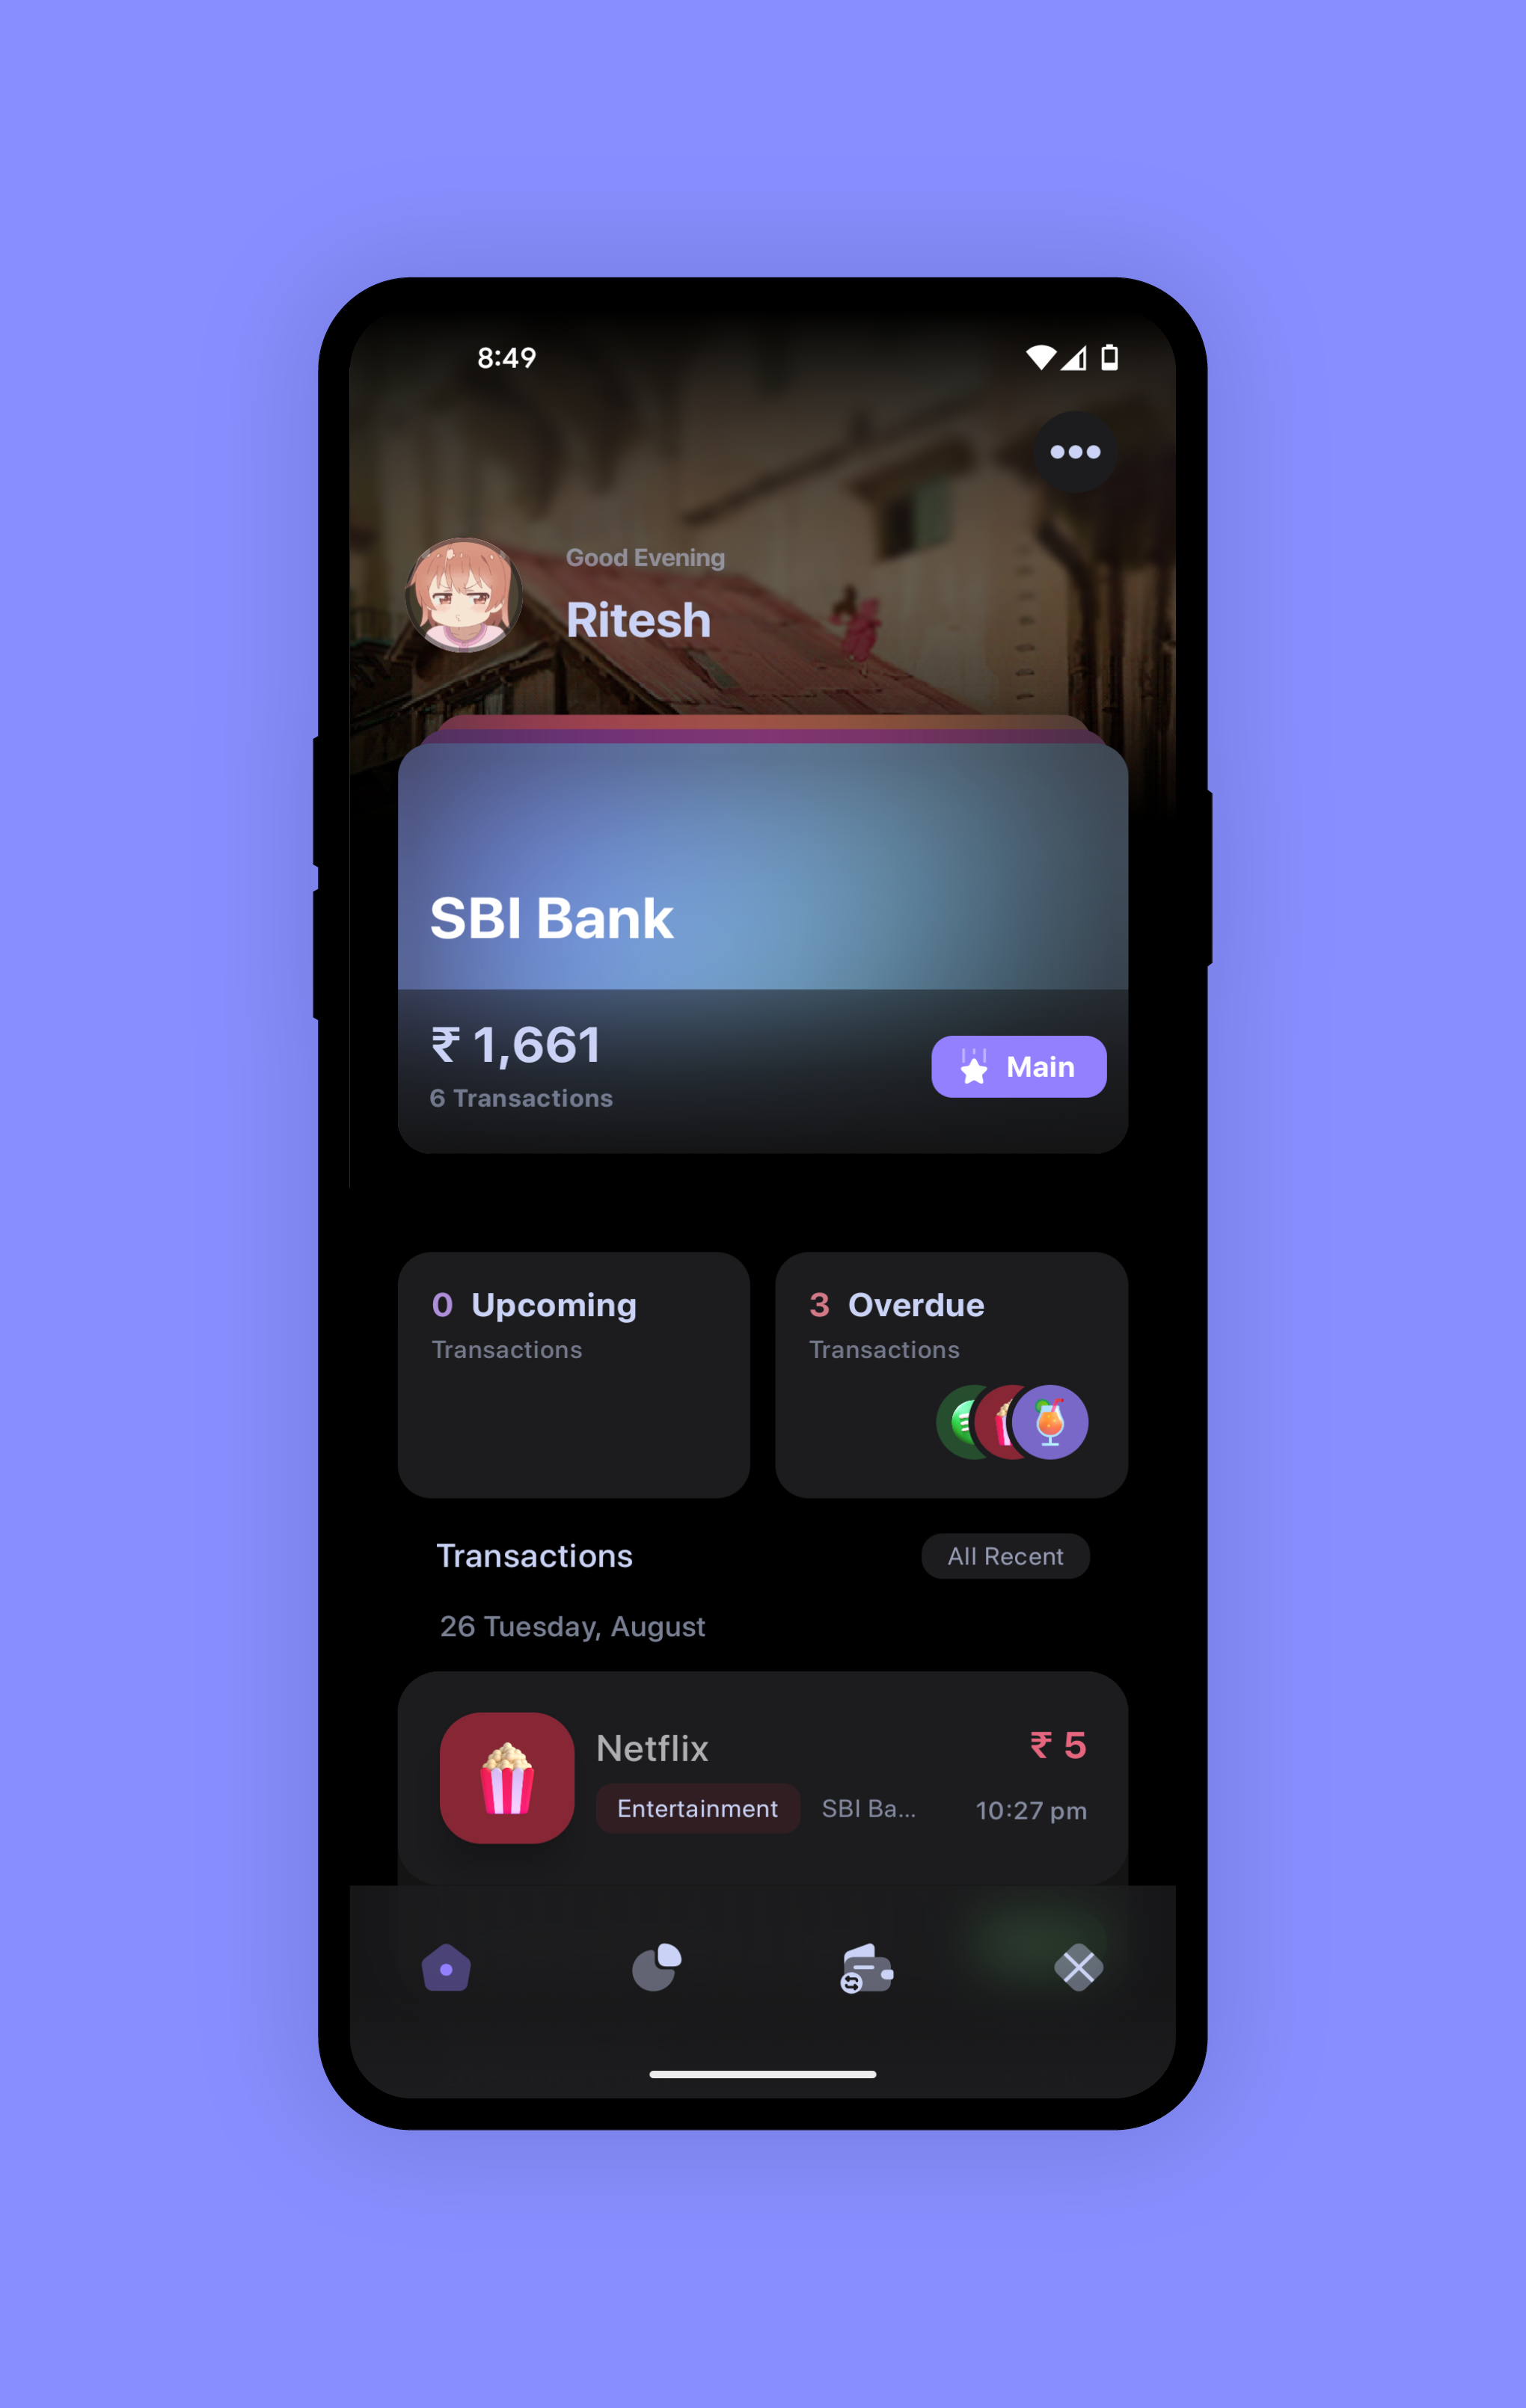 8:49
Good Evening
Ritesh
SBI Bank
₹ 1,661
6 Transactions
Main
0 Upcoming
Transactions
3 Overdue
Transactions
Transactions
All Recent
26 Tuesday, August
Netflix
₹ 5
Entertainment
SBI Ba...
10:27 pm